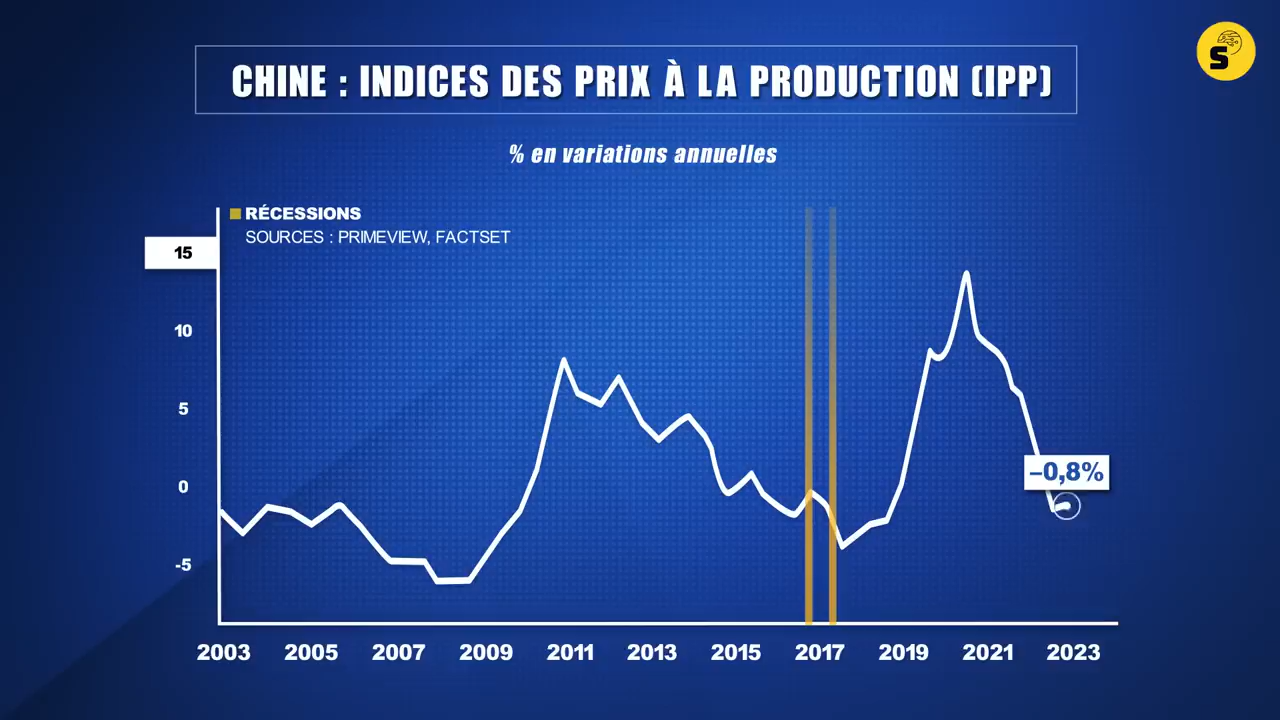 CHINE : INDICES DES PRIX À LA PRODUCTION (IPP)
S
% en variations annuelles
RÉCESSIONS
SOURCES : PRIMEVIEW, FACTSET
15
10
5
0
-5
–0,8%
2003 2005 2007 2009 2011 2013 2015 2017 2019 2021 2023